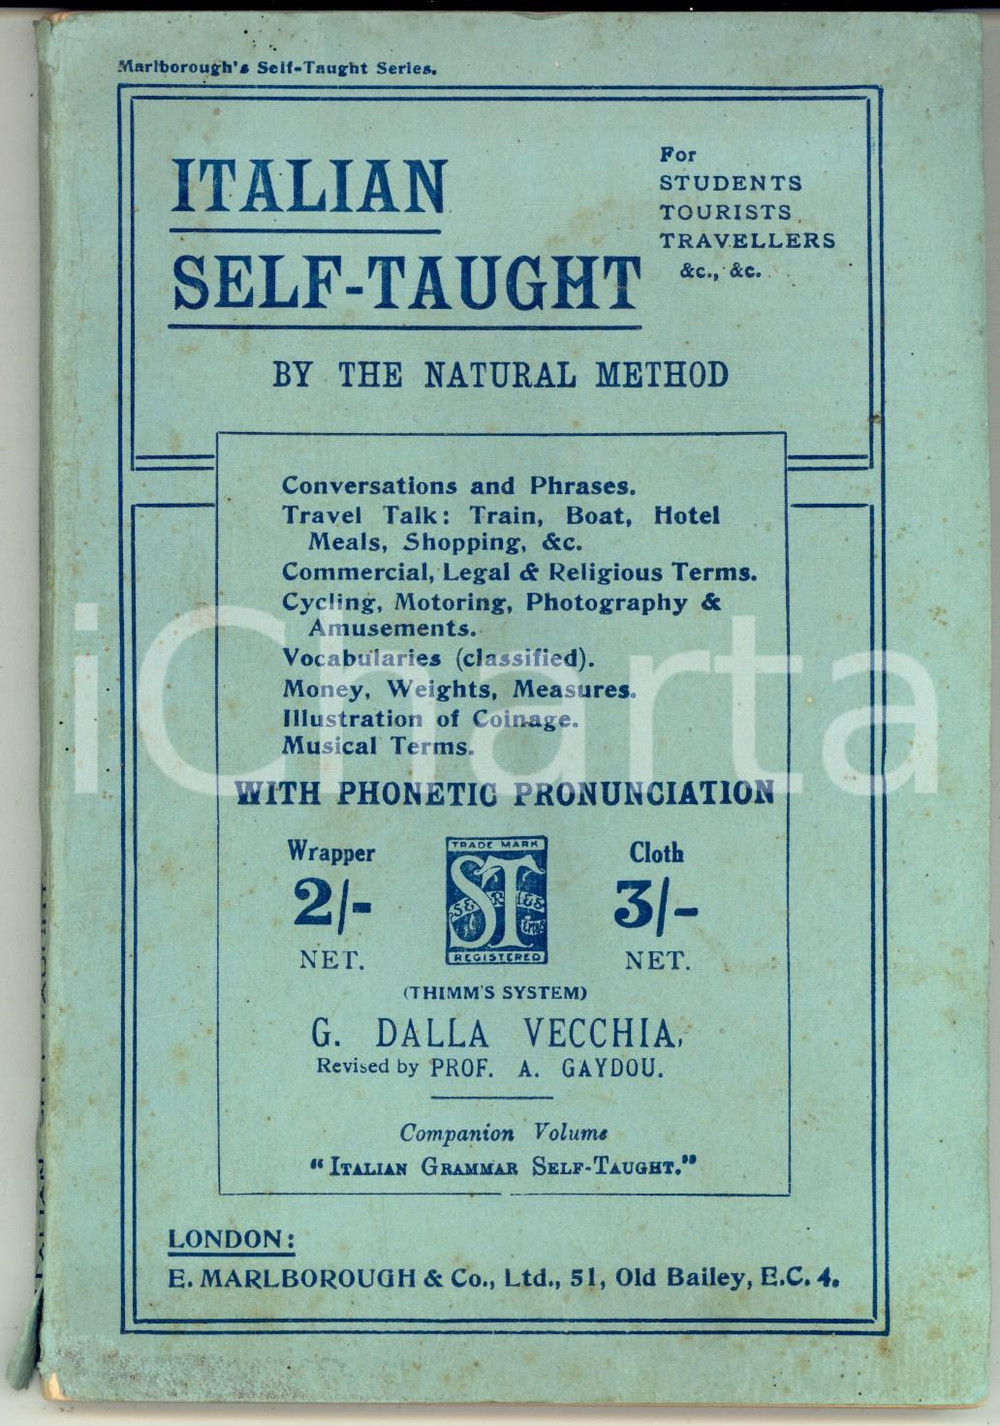 Marlborough's Self-Taught Series.
ITALIAN
SELF-TAUGHT
For
STUDENTS
TOURISTS
TRAVELLERS
&c., &c.
BY THE NATURAL METHOD
Conversations and Phrases.
Travel Talk: Train, Boat, Hotel
Meals, Shopping, &c.
Commercial, Legal & Religious Terms.
Cycling, Motoring, Photography &
Amusements.
Vocabularies (classified).
Money, Weights, Measures.
Illustration of Coinage.
Musical Terms.
WITH PHONETIC PRONUNCIATION
Wrapper
2/-
NET.
TRADE MARK
ST
SERIES
REGISTERED
Cloth
3/-
NET.
(THIMM'S SYSTEM)
G. DALLA VECCHIA,
Revised by PROF. A. GAYDOU.
Companion Volume
"ITALIAN GRAMMAR SELF-TAUGHT."
LONDON:
E. MARLBOROUGH & Co., Ltd., 51, Old Bailey, E.C. 4.
iCharta